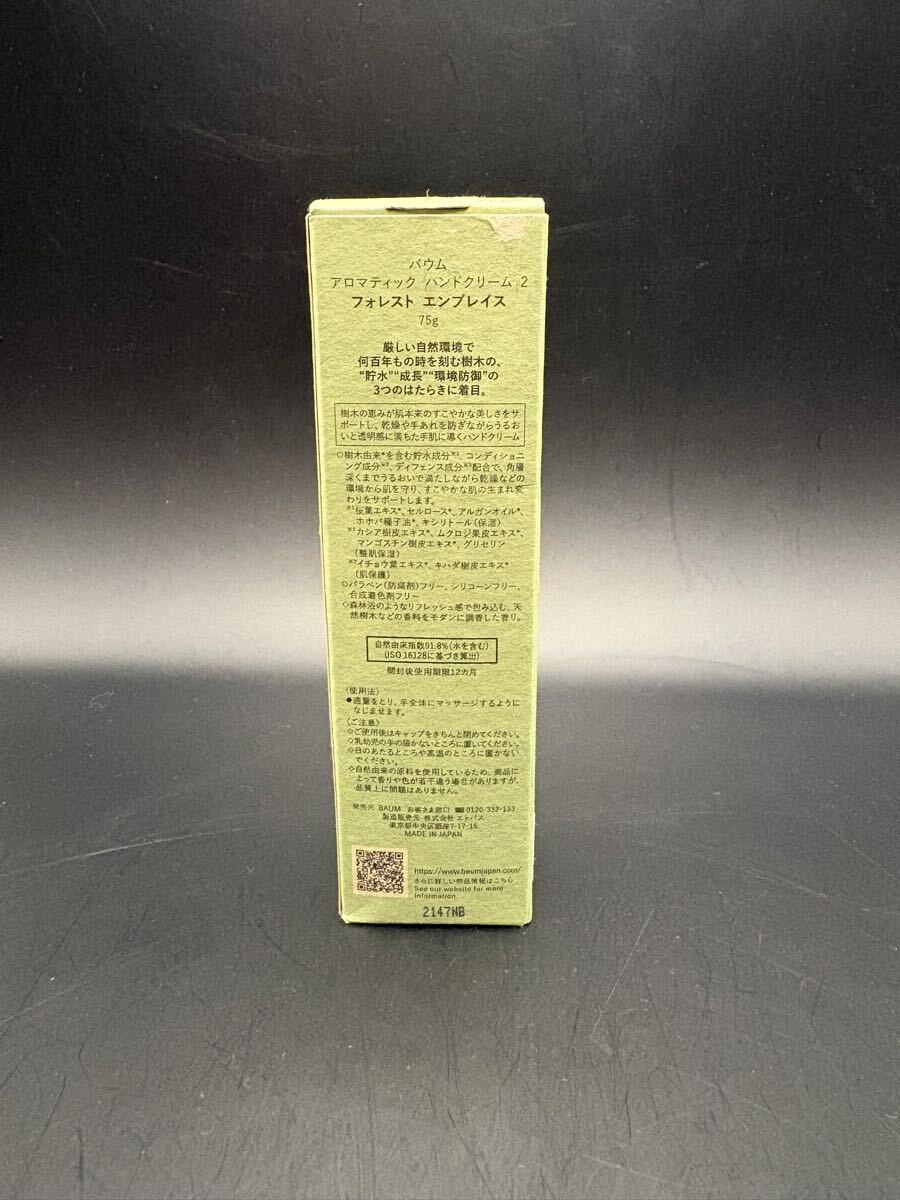 バウム
アロマティック ハンドクリーム 2
フォレスト エンブレイス
75g
厳しい自然環境で
何百年もの時を刻む樹木の、
“貯水”“成長”“環境防御”の
3つのはたらきに着目。
樹木の恵みが肌本来のすこやかな美しさをサ
ポートし、乾燥や手あれを防ぎながらうるお
いと透明感に満ちた手肌に導くハンドクリーム
○樹木由来*を含む貯水成分※1、コンディショニ
ング成分※2、ディフェンス成分※3配合で、角層
深くまでうるおいで満たしながら乾燥などの
環境から肌を守り、すこやかな肌の生まれ変
わりをサポートします。
※1桜葉エキス*、セルロース*、アルガンオイル*、
ホホバ種子油*、キシリトール(保湿)
※2カシア樹皮エキス*、ムクロジ果皮エキス*、
マンゴスチン樹皮エキス*、グリセリン
(整肌保湿)
※3イチョウ葉エキス*、キハダ樹皮エキス*
(肌保護)
○パラベン(防腐剤)フリー、シリコーンフリー、
合成着色剤フリー
○森林浴のようなリフレッシュ感で包み込む、天
然樹木などの香料をモダンに調香した香り。
自然由来指数91.8%(水を含む)
(ISO 16128に基づき算出)
開封後使用期限12カ月
〈使用法〉
●適量をとり、手全体にマッサージするように
なじませます。
〈ご注意〉
◇ご使用後はキャップをきちんと閉めてください。
◇乳幼児の手の届かないところに置いてください。
◇日のあたるところや高温のところに置かない
でください。
◇自然由来の原料を使用しているため、商品に
よって香りや色が若干違う場合がありますが、
品質上に問題はありません。
発売元 BAUM お客さま窓口 ☎0120-332-133
製造販売元 株式会社 エトバス
東京都中央区銀座7-17-15
MADE IN JAPAN
https://www.baumjapan.com/
さらに詳しい商品情報はこちら
See our website for more
information.
2147NB